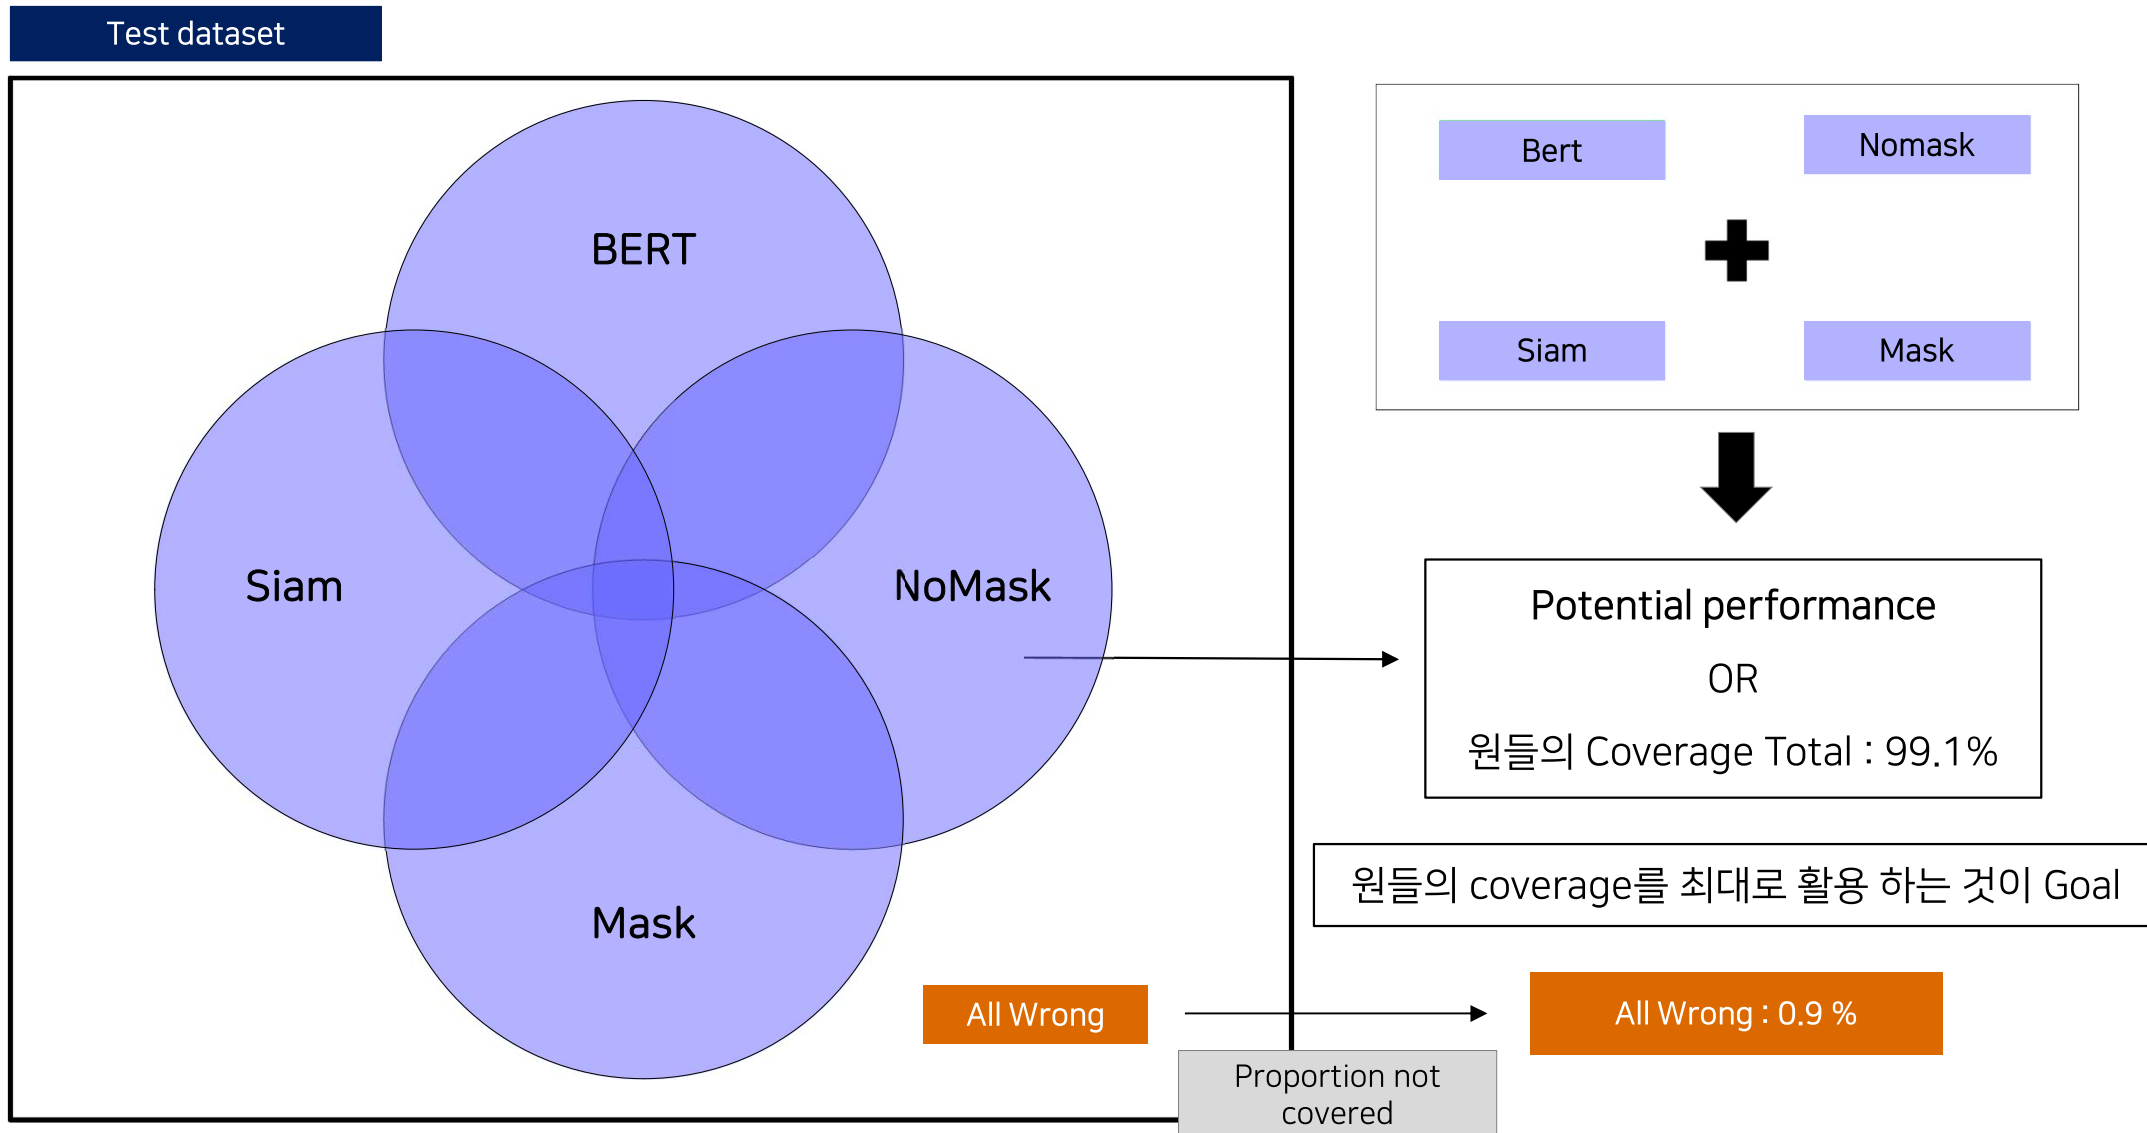 Test dataset
BERT
Siam
NoMask
Mask
All Wrong
Proportion not
covered
Bert
Nomask
Siam
Mask
Potential performance
OR
원들의 Coverage Total : 99.1%
원들의 coverage를 최대로 활용 하는 것이 Goal
All Wrong : 0.9 %